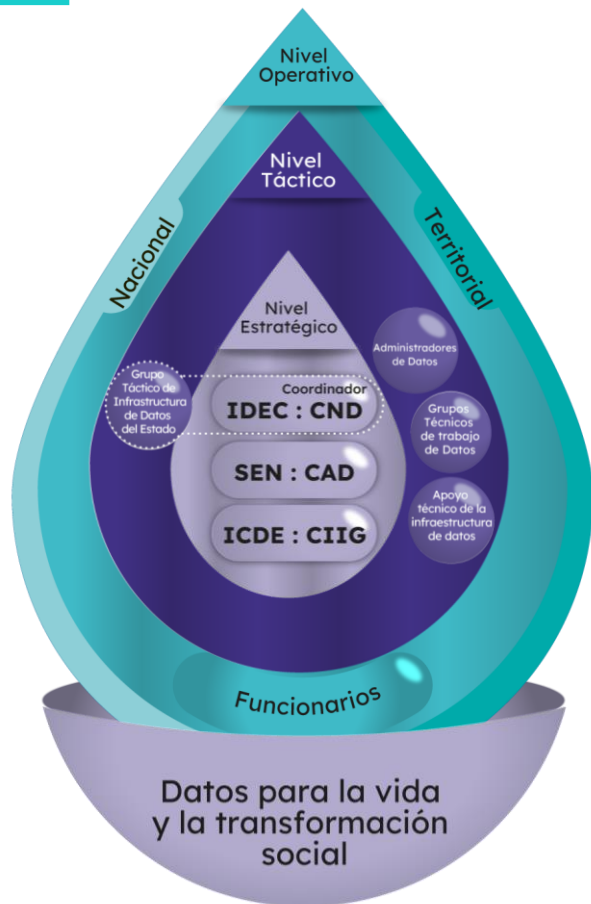 Nivel
Operativo
Nivel
Táctico
Nacional
Territorial
Nivel
Estratégico
Administradores
de Datos
Grupo
Táctico de
Infraestructura
de Datos
del Estado
Coordinador
IDEC : CND
Grupos
Técnicos
de trabajo
de Datos
SEN : CAD
Apoyo
técnico de la
infraestructura
de datos
ICDE : CIIG
Funcionarios
Datos para la vida
y la transformación
social